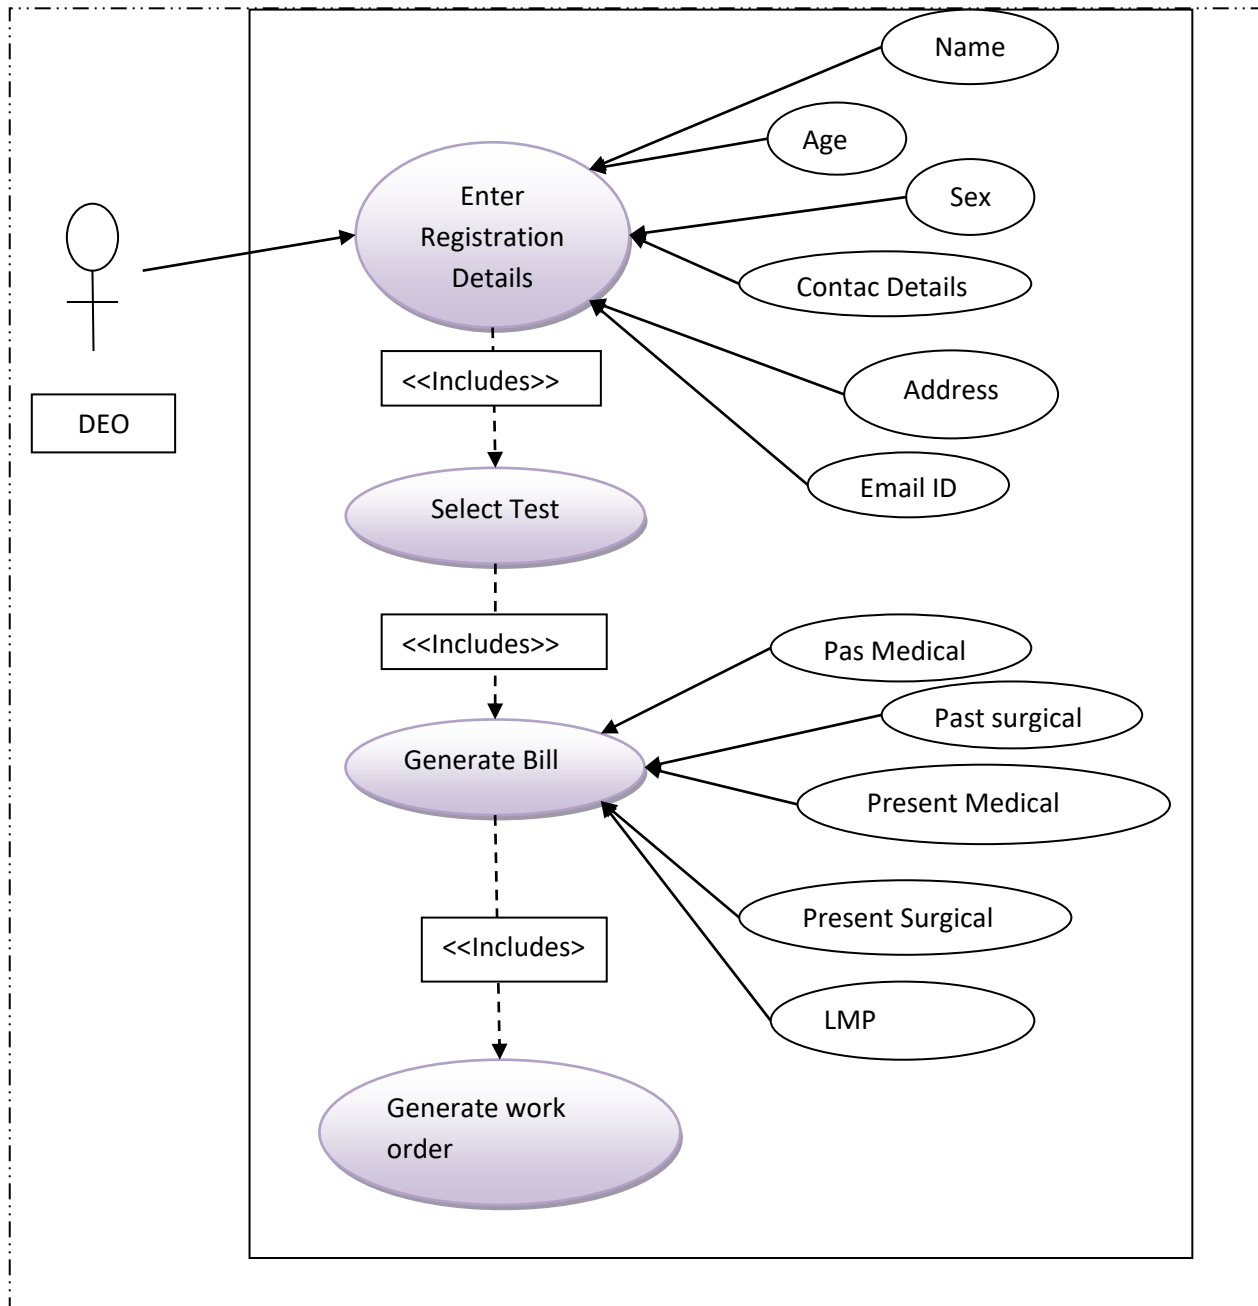 Name
Age
Enter
Registration
Details
Sex
Contac Details
<<Includes>>
Address
DEO
Email ID
Select Test
<<Includes>>
Pas Medical
Past surgical
Generate Bill
Present Medical
Present Surgical
<<Includes>
LMP
Generate work
order